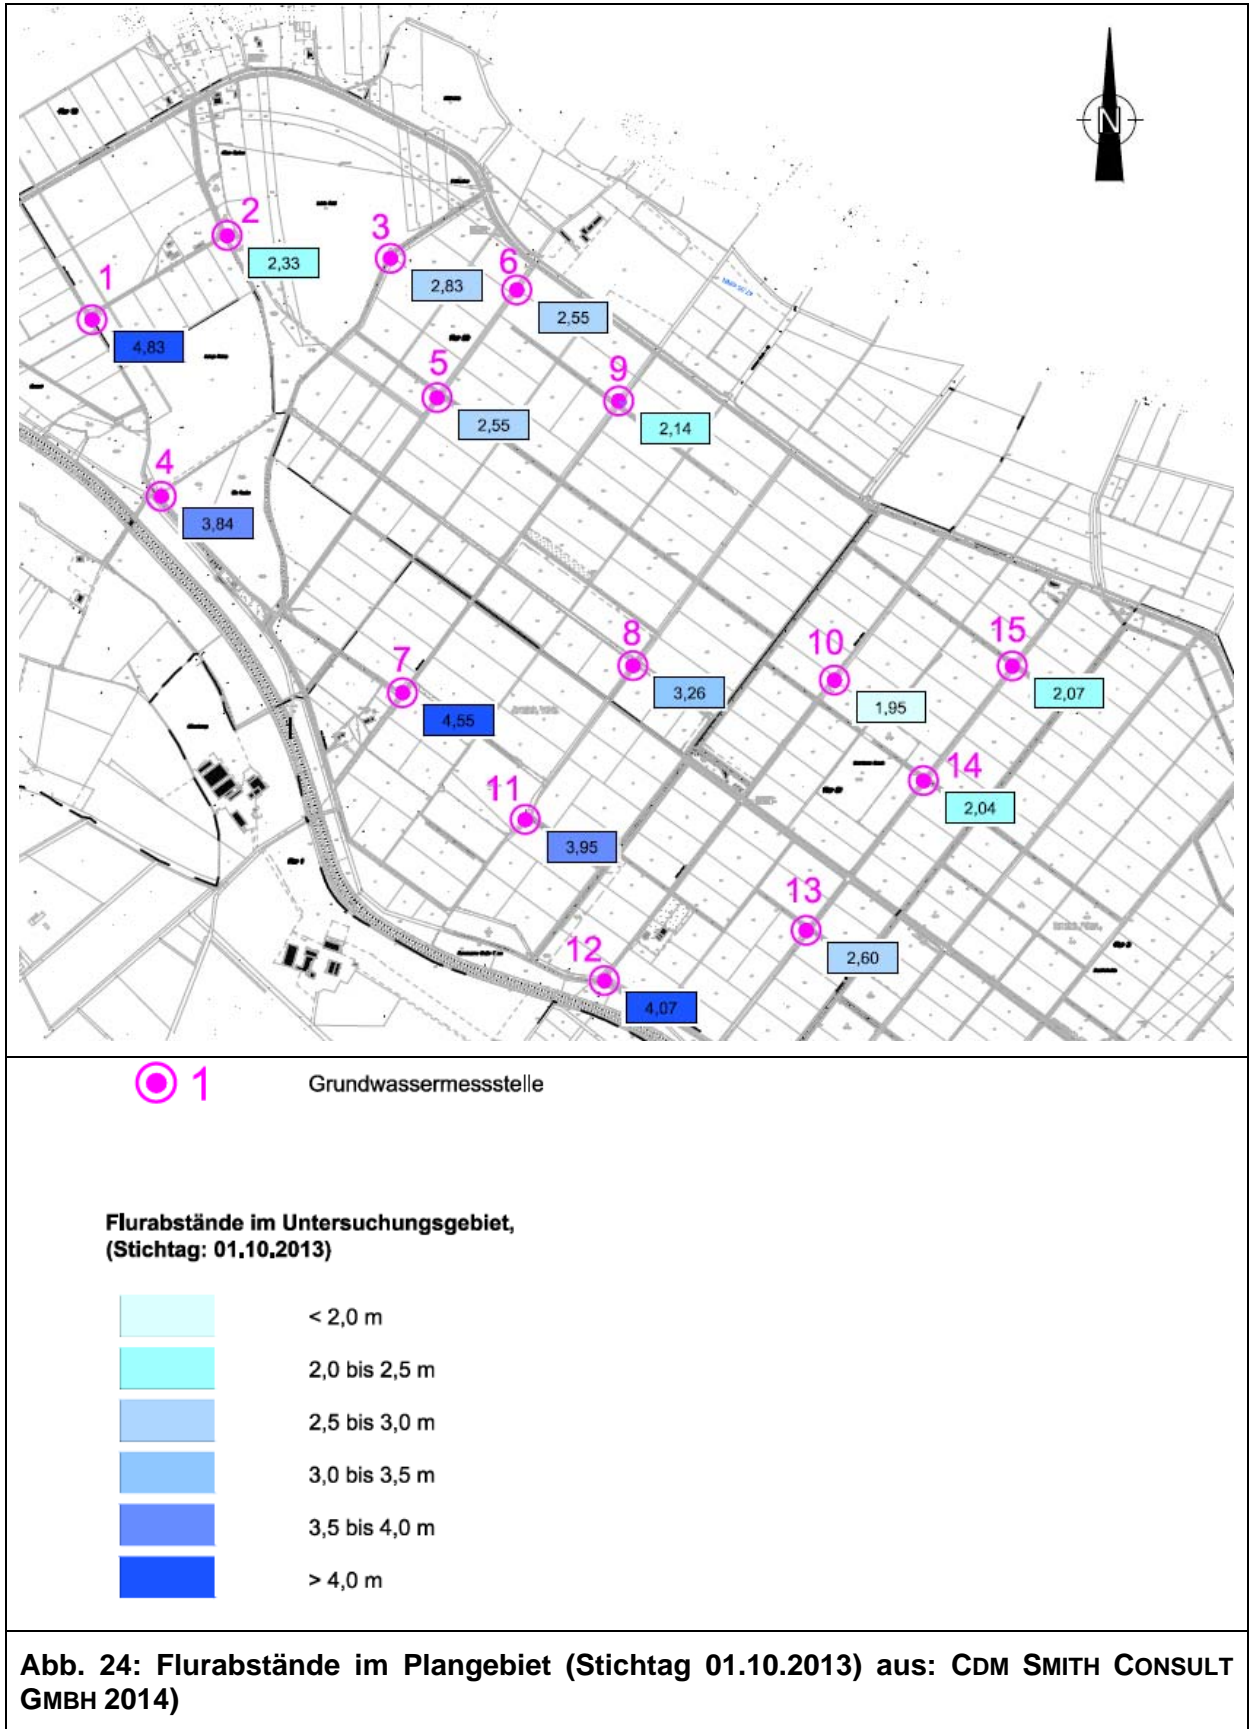 N
2
2,33
3
2,83
6
2,55
1
4,83
5
2,55
9
2,14
4
3,84
8
3,26
10
1,95
15
2,07
7
4,55
14
2,04
11
3,95
13
2,60
12
4,07
1 Grundwassermessstelle
Flurabstände im Untersuchungsgebiet,
(Stichtag: 01.10.2013)
< 2,0 m
2,0 bis 2,5 m
2,5 bis 3,0 m
3,0 bis 3,5 m
3,5 bis 4,0 m
> 4,0 m
Abb. 24: Flurabstände im Plangebiet (Stichtag 01.10.2013) aus: CDM SMITH CONSULT
GMBH 2014)